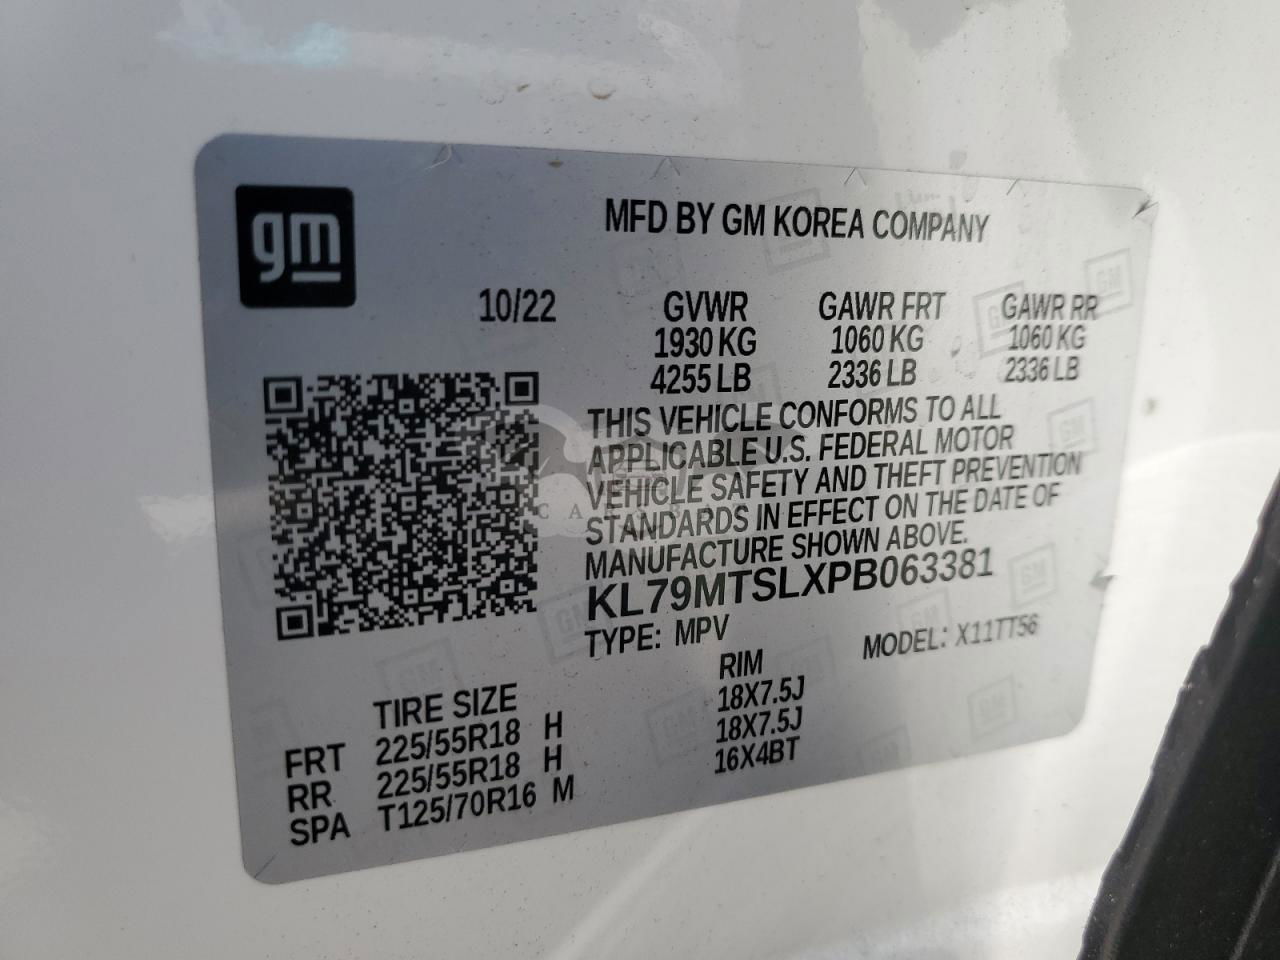 gm
MFD BY GM KOREA COMPANY
10/22 GVWR GAWR FRT GAWR RR
1930 KG 1060 KG 1060 KG
4255 LB 2336 LB 2336 LB
THIS VEHICLE CONFORMS TO ALL
APPLICABLE U.S. FEDERAL MOTOR
VEHICLE SAFETY AND THEFT PREVENTION
STANDARDS IN EFFECT ON THE DATE OF
MANUFACTURE SHOWN ABOVE.
KL79MTSLXPB063381
TYPE: MPV MODEL: X11TT56
TIRE SIZE RIM
FRT 225/55R18 H 18X7.5J
RR 225/55R18 H 18X7.5J
SPA T125/70R16 M 16X4BT